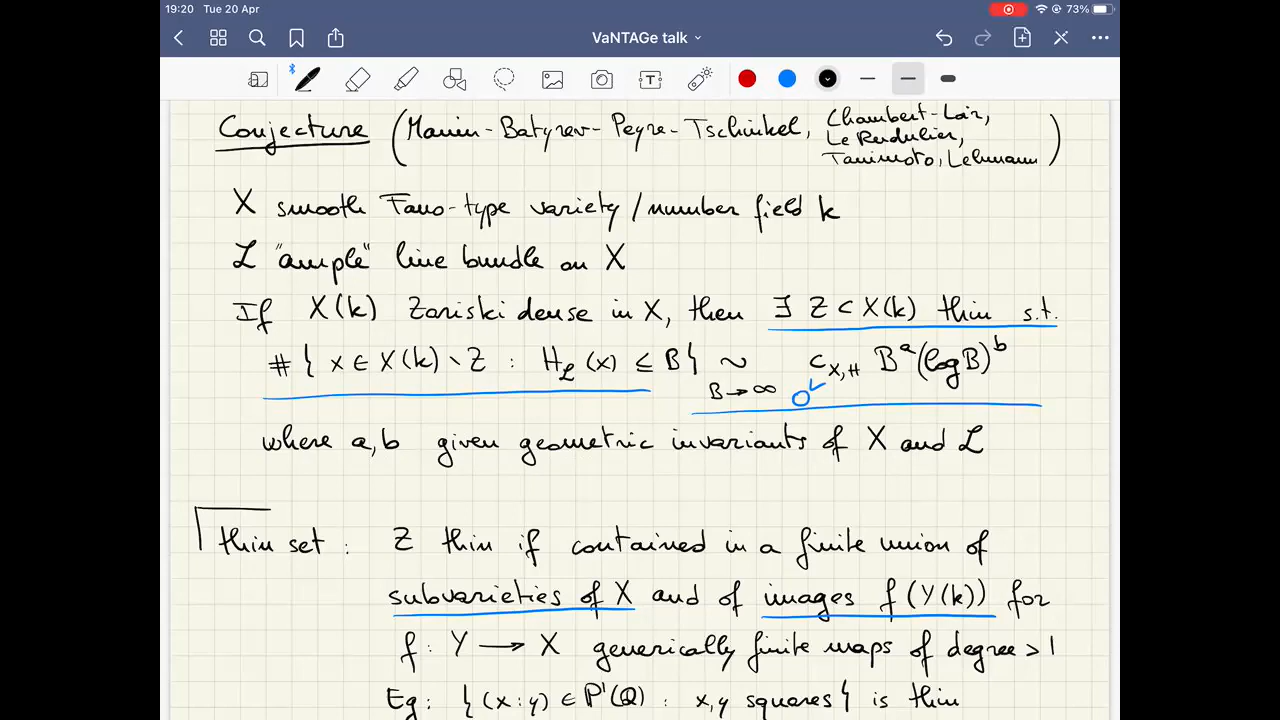 19:20 Tue 20 Apr
73%
VaNTAGe talk
Conjecture (Manin-Batyrev-Peyre-Tschinkel, Chambert-Loir,
Le Rudulier,
Tanimoto, Lehmann)
X smooth Fano-type variety / number field k
L "ample" line bundle on X
If X(k) Zariski dense in X, then ∃ Z ⊂ X(k) thin s.t.
# { x ∈ X(k) \ Z : H_L (x) ≤ B } ~ c_{X,H} B^a (log B)^b
B → ∞ 0
where a, b given geometric invariants of X and L
thin set : Z thin if contained in a finite union of
subvarieties of X and of images f(Y(k)) for
f : Y → X generically finite maps of degree > 1
Eg: { (x:y) ∈ P¹(Q) : x,y squares } is thin